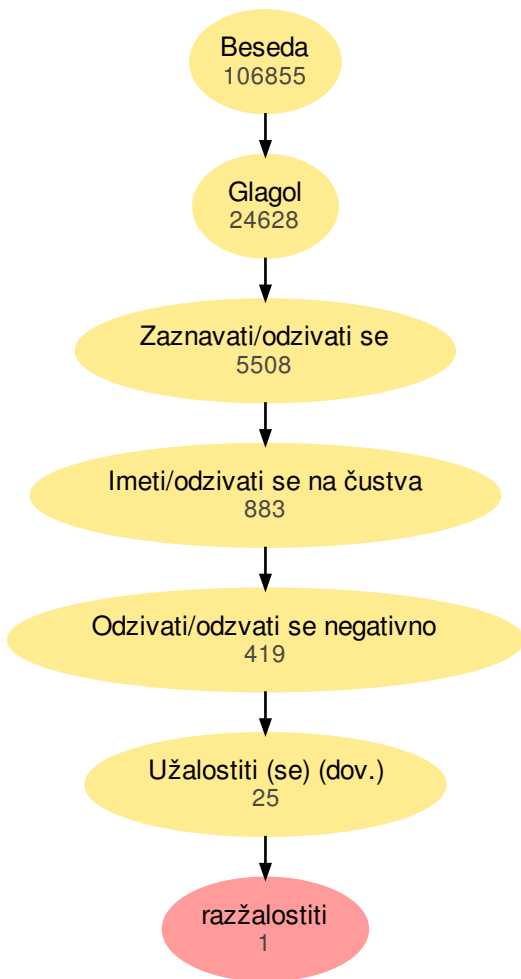 Beseda
106855
Glagol
24628
Zaznavati/odzivati se
5508
Imeti/odzivati se na čustva
883
Odzivati/odzvati se negativno
419
Užalostiti (se) (dov.)
25
razžalostiti
1